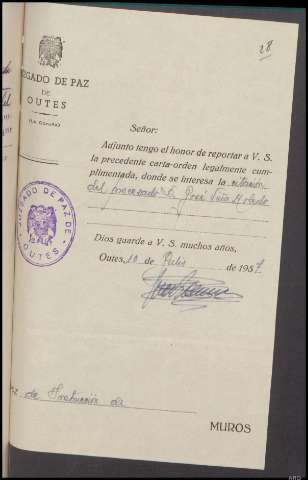 28
JUZGADO DE PAZ
DE
OUTES
(LA CORUÑA)
Señor:
Adjunto tengo el honor de reportar a V. S.
la precedente carta-orden legalmente cum-
plimentada, donde se interesa la citación
del procesado D. José
Dios guarde a V. S. muchos años,
Outes, 10 de Julio de 1957
JUZGADO DE PAZ DE
OUTES
de Instrucción de
MUROS